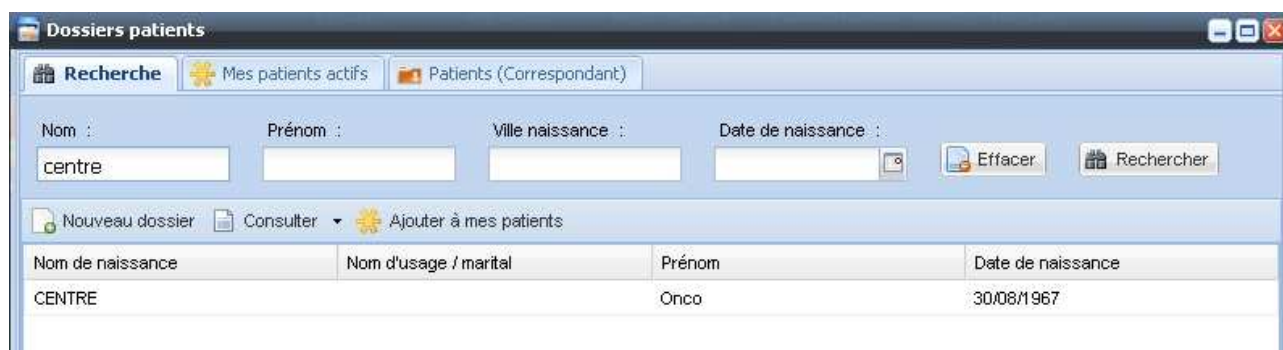 Dossiers patients
Recherche Mes patients actifs Patients (Correspondant)
Nom : Prénom : Ville naissance : Date de naissance :
centre Effacer Rechercher
Nouveau dossier Consulter Ajouter à mes patients
Nom de naissance Nom d'usage / marital Prénom Date de naissance
CENTRE Onco 30/08/1967